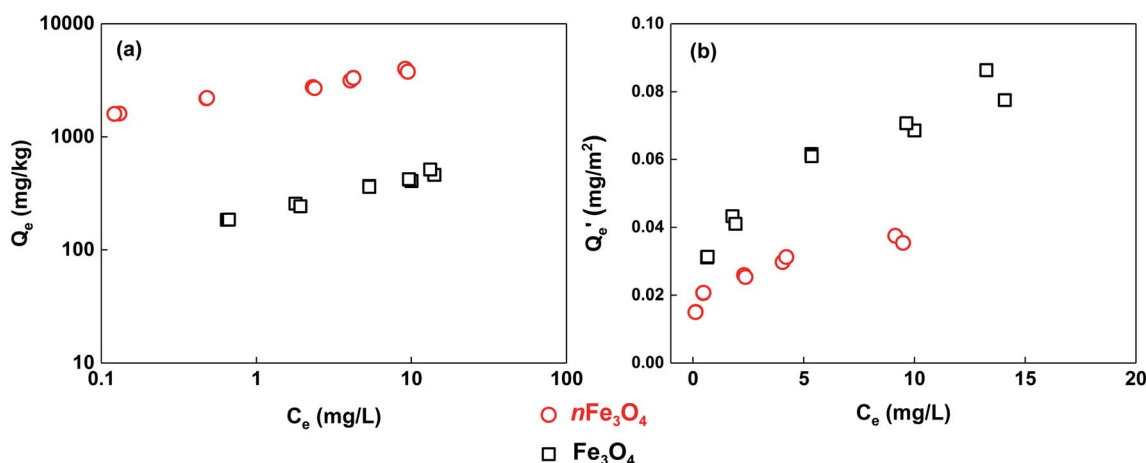 (a)
10000
1000
100
10
Qe (mg/kg)
0.1 1 10 100
Ce (mg/L)
(b)
0.10
0.08
0.06
0.04
0.02
0.00
Qe' (mg/m²)
0 5 10 15 20
Ce (mg/L)
nFe₃O₄
Fe₃O₄